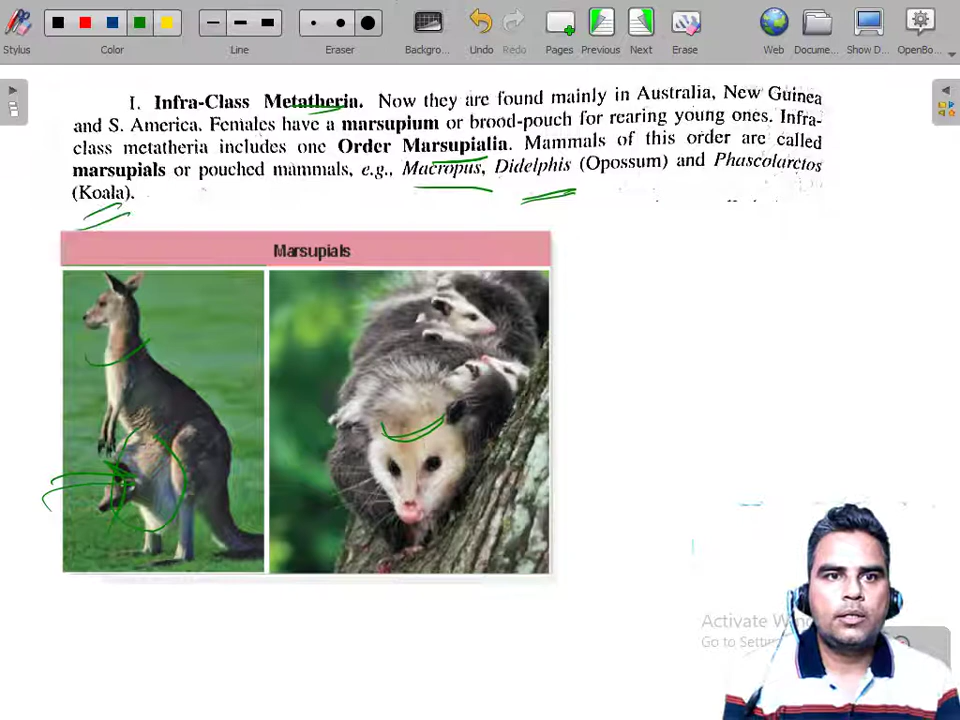 Stylus
Color
Line
Eraser
Backgro...
Undo
Redo
Pages
Previous
Next
Erase
Web
Docume...
Show D...
OpenBo...
I. Infra-Class Metatheria. Now they are found mainly in Australia, New Guinea
and S. America. Females have a marsupium or brood-pouch for rearing young ones. Infra-
class metatheria includes one Order Marsupialia. Mammals of this order are called
marsupials or pouched mammals, e.g., Macropus, Didelphis (Opossum) and Phascolarctos
(Koala).
Marsupials
Activate Win
Go to Setti